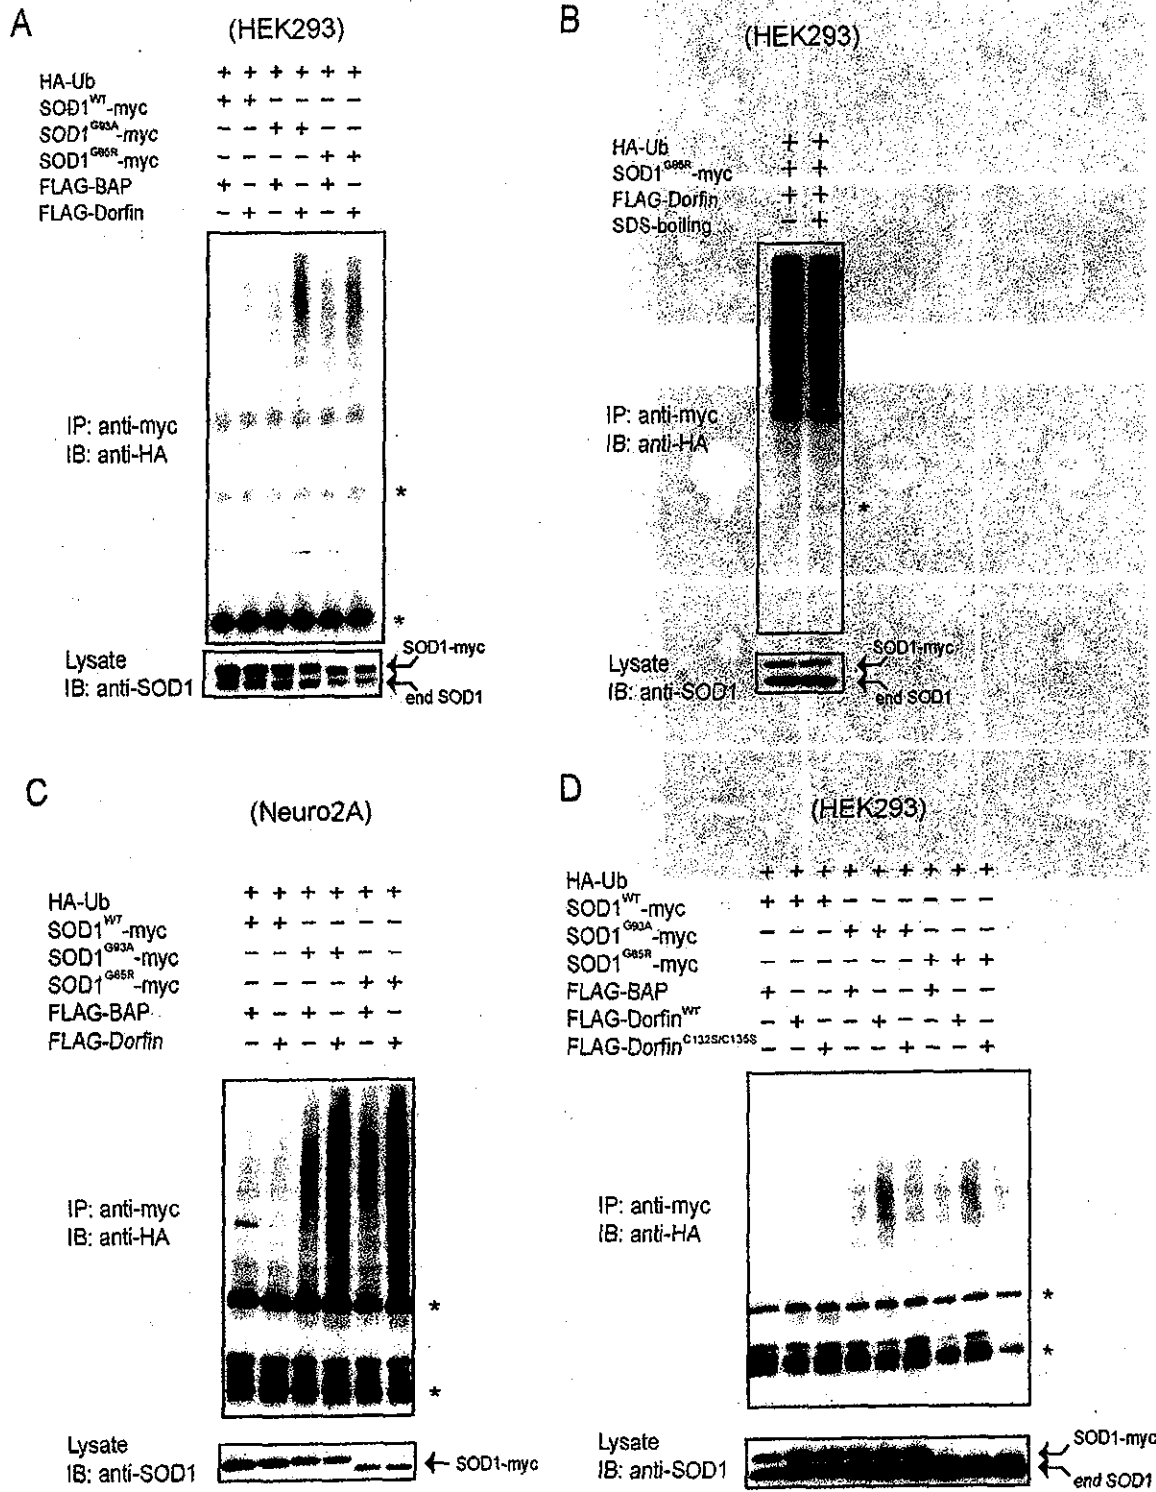 A
(HEK293)
HA-Ub + + + + + +
SOD1WT-myc + + − − − −
SOD1G93A-myc − − + + − −
SOD1G85R-myc − − − − + +
FLAG-BAP + − + − + −
FLAG-Dorfin − + − + − +
IP: anti-myc
IB: anti-HA
*
*
Lysate
IB: anti-SOD1
SOD1-myc
end SOD1
B
(HEK293)
HA-Ub + +
SOD1G85R-myc + +
FLAG-Dorfin + +
SDS-boiling − +
IP: anti-myc
IB: anti-HA
*
Lysate
IB: anti-SOD1
SOD1-myc
end SOD1
C
(Neuro2A)
HA-Ub + + + + + +
SOD1WT-myc + + − − − −
SOD1G93A-myc − − + + − −
SOD1G85R-myc − − − − + +
FLAG-BAP + − + − + −
FLAG-Dorfin − + − + − +
IP: anti-myc
IB: anti-HA
*
*
Lysate
IB: anti-SOD1
SOD1-myc
D
(HEK293)
HA-Ub + + + + + + + + +
SOD1WT-myc + + + − − − − − −
SOD1G93A-myc − − − + + + − − −
SOD1G85R-myc − − − − − − + + +
FLAG-BAP + − − + − − + − −
FLAG-DorfinWT − + − − + − − + −
FLAG-DorfinC132S/C135S − − + − − + − − +
IP: anti-myc
IB: anti-HA
*
*
Lysate
IB: anti-SOD1
SOD1-myc
end SOD1